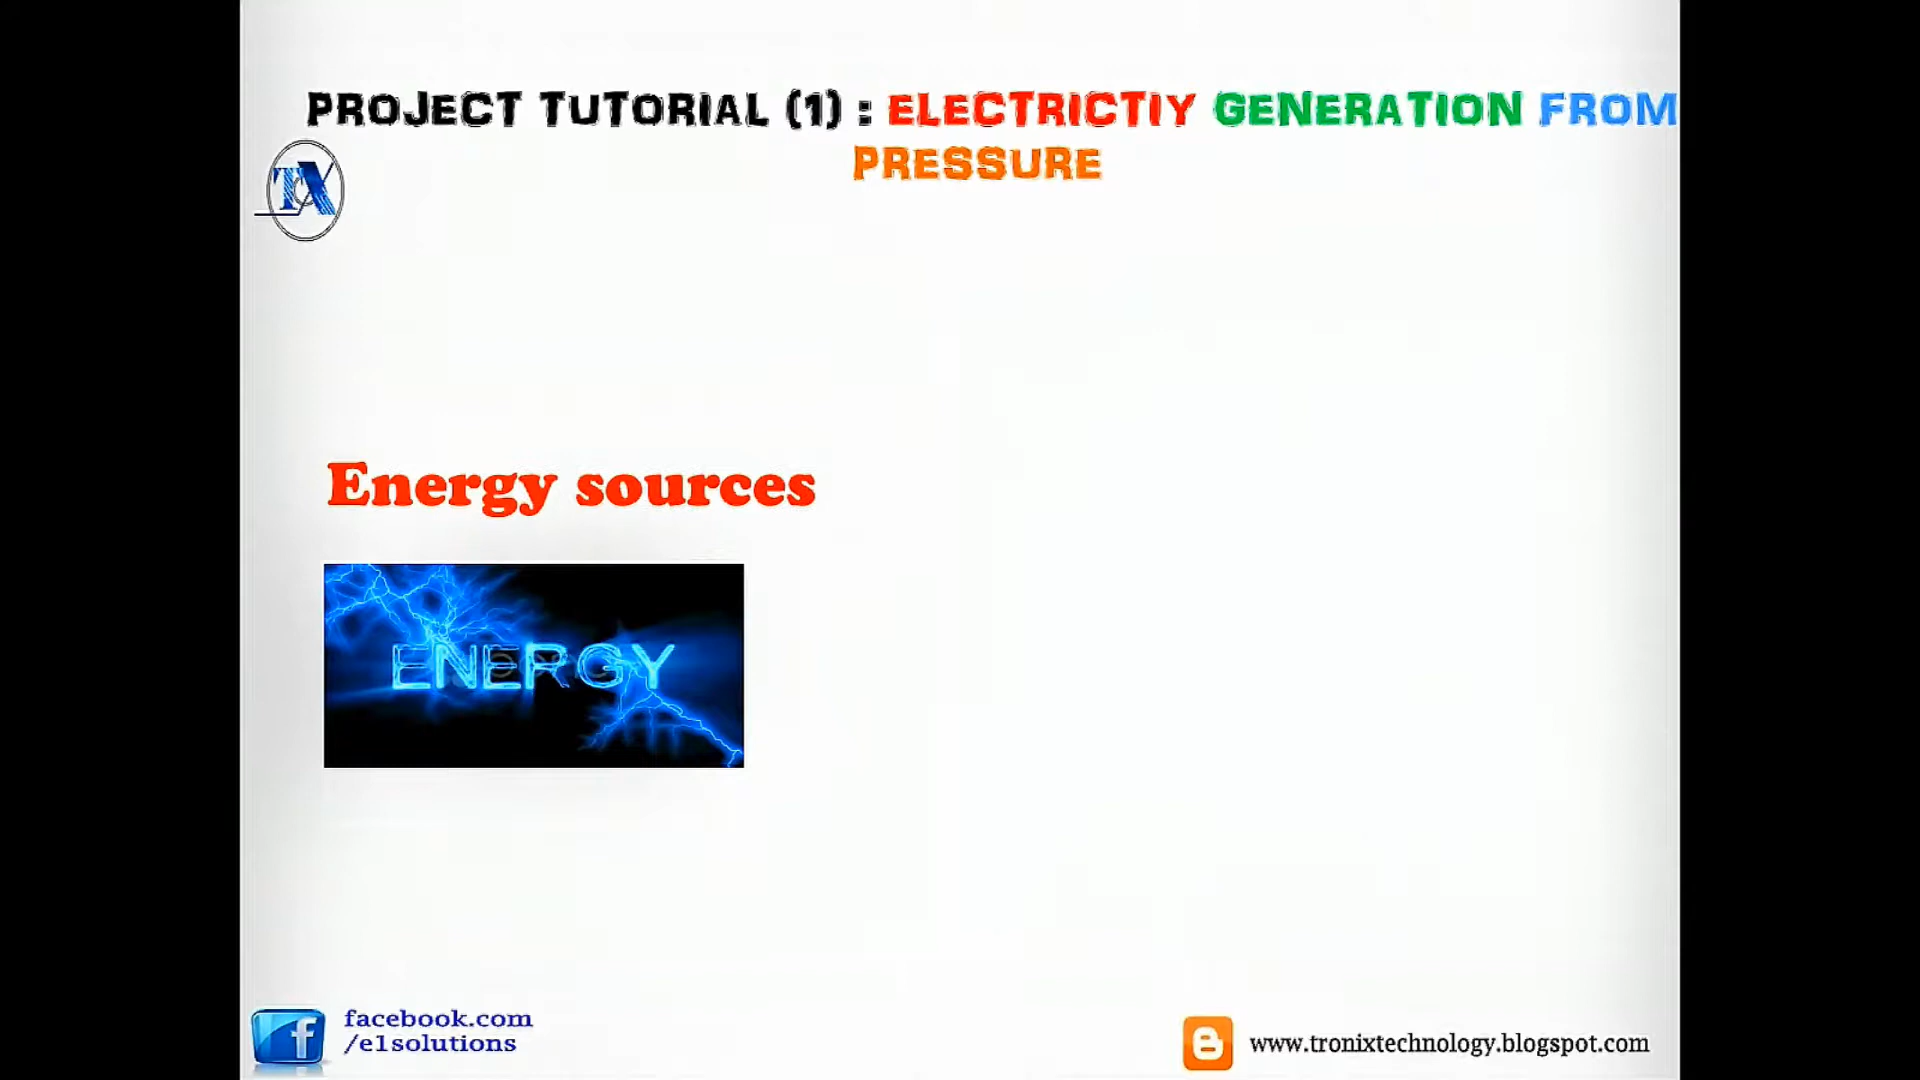 PROJECT TUTORIAL (1) : ELECTRICTIY GENERATION FROM
PRESSURE
TX
Energy sources
ENERGY
facebook.com
/e1solutions
www.tronixtechnology.blogspot.com